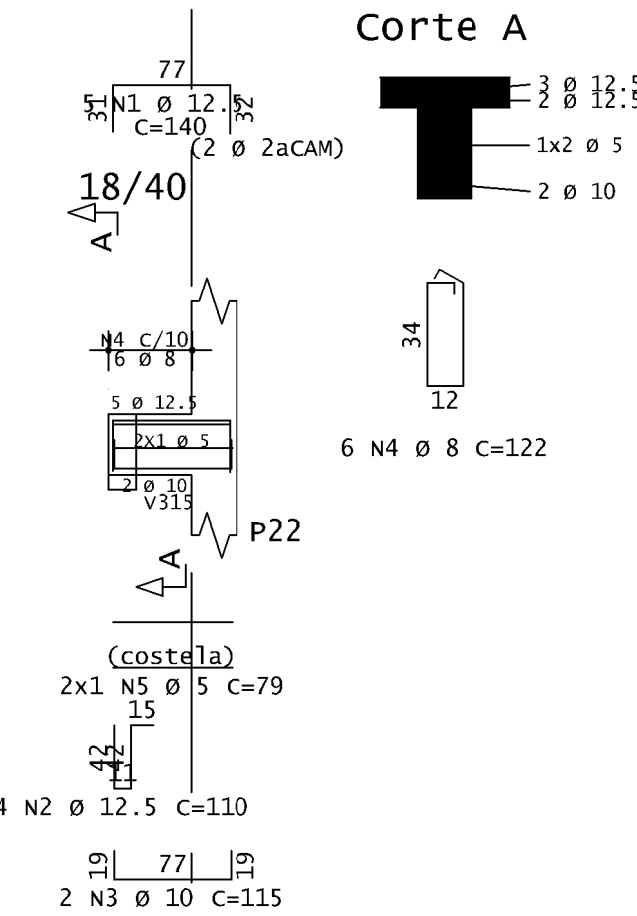 Corte A
77
31
32
5 N1 Ø 12.5
C=140
(2 Ø 2aCAM)
3 Ø 12.5
2 Ø 12.5
1x2 Ø 5
2 Ø 10
18/40
A
N4 C/10
6 Ø 8
34
12
6 N4 Ø 8 C=122
5 Ø 12.5
2x1 Ø 5
2 Ø 10
V315
P22
A
(costela)
2x1 N5 Ø 5 C=79
15
42
42
11
4 N2 Ø 12.5 C=110
19
77
19
2 N3 Ø 10 C=115